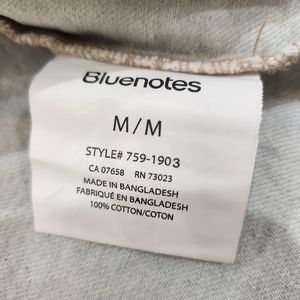 Bluenotes
M/M
STYLE# 759-1903
CA 07658 RN 73023
MADE IN BANGLADESH
FABRIQUÉ EN BANGLADESH
100% COTTON/COTON